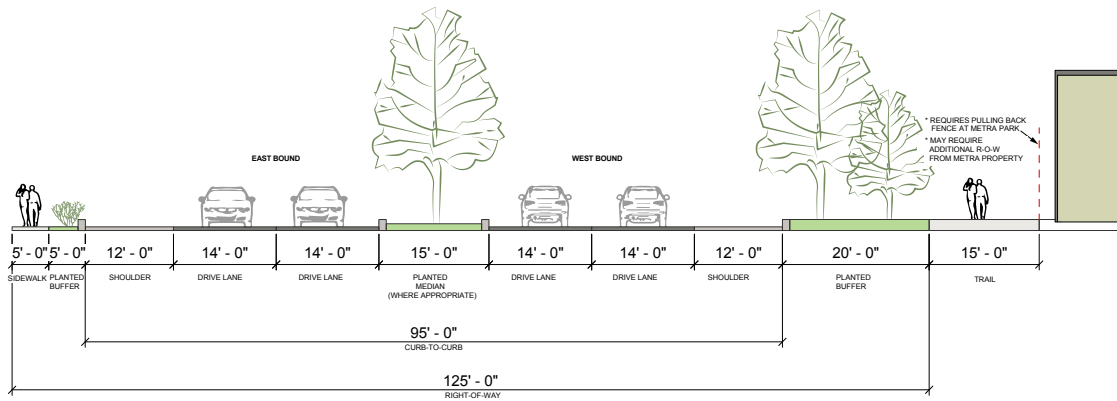 * REQUIRES PULLING BACK
FENCE AT METRA PARK
* MAY REQUIRE
ADDITIONAL R-O-W
FROM METRA PROPERTY
EAST BOUND
WEST BOUND
5' - 0"
5' - 0"
12' - 0"
14' - 0"
14' - 0"
15' - 0"
14' - 0"
14' - 0"
12' - 0"
20' - 0"
15' - 0"
SIDEWALK
PLANTED
BUFFER
SHOULDER
DRIVE LANE
DRIVE LANE
PLANTED
MEDIAN
(WHERE APPROPRIATE)
DRIVE LANE
DRIVE LANE
SHOULDER
PLANTED
BUFFER
TRAIL
95' - 0"
CURB-TO-CURB
125' - 0"
RIGHT-OF-WAY